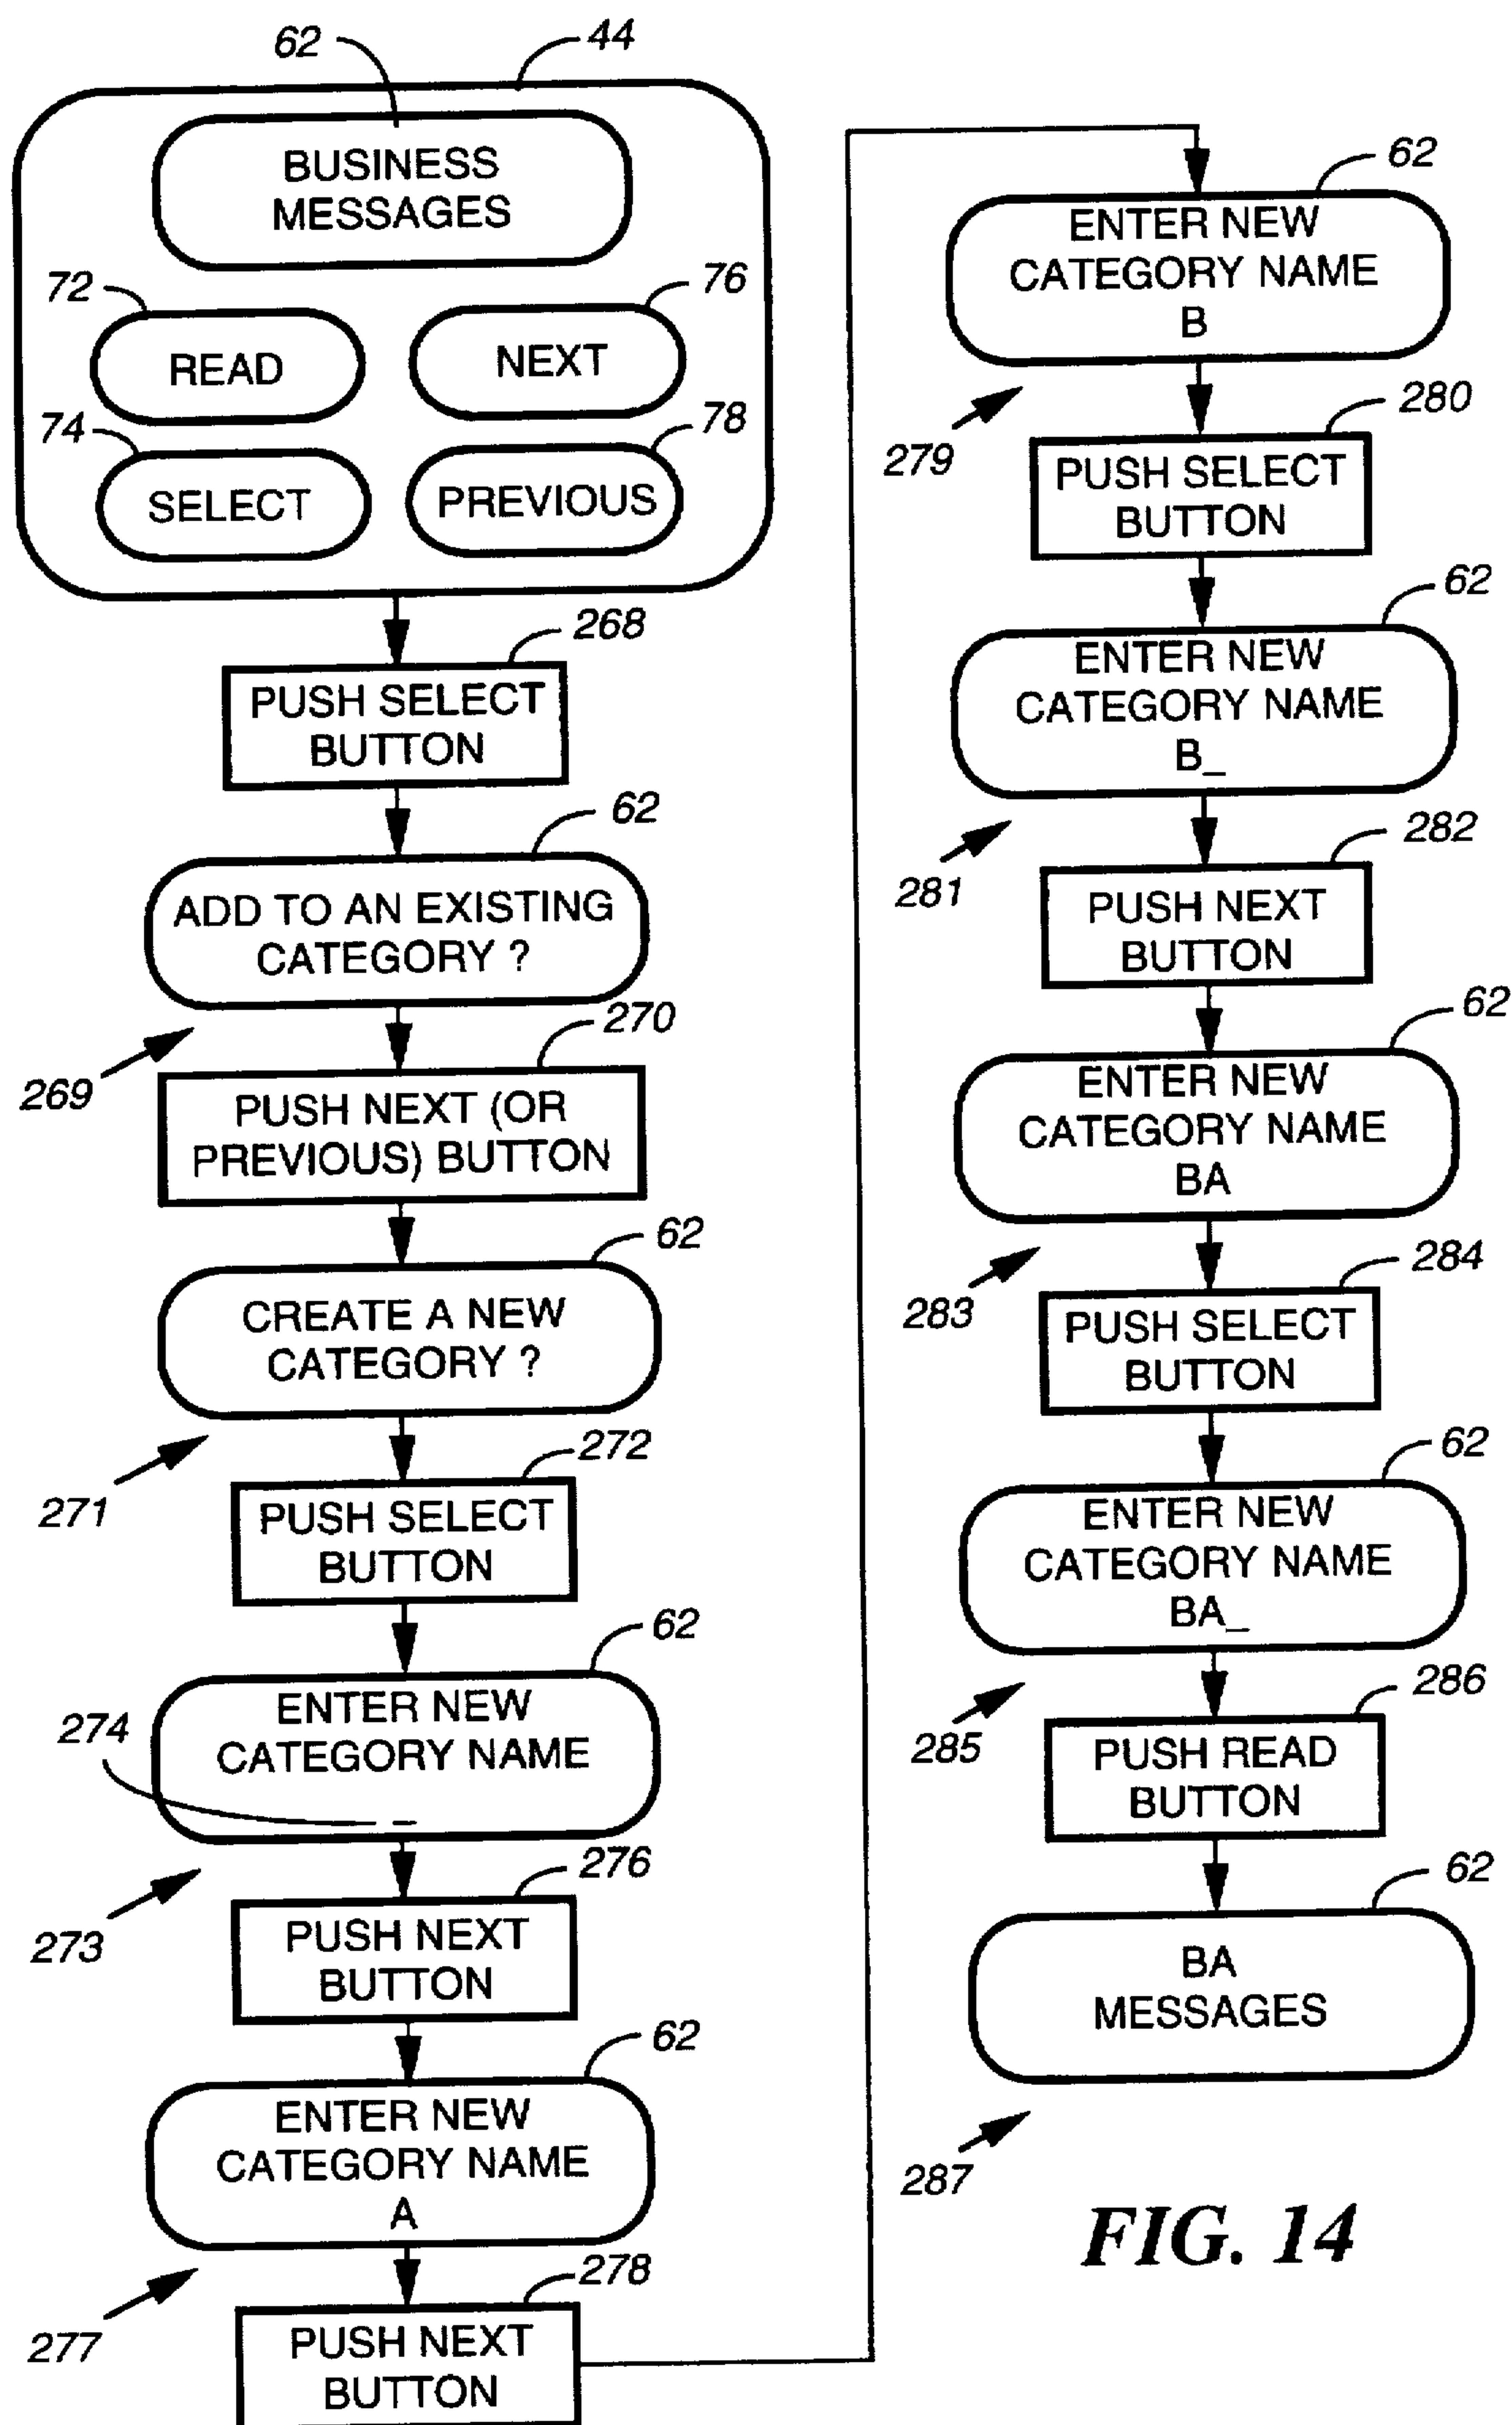 62
44
BUSINESS
MESSAGES
72
76
READ
NEXT
74
78
SELECT
PREVIOUS
268
PUSH SELECT
BUTTON
62
ADD TO AN EXISTING
CATEGORY ?
269
270
PUSH NEXT (OR
PREVIOUS) BUTTON
62
CREATE A NEW
CATEGORY ?
271
272
PUSH SELECT
BUTTON
62
274
ENTER NEW
CATEGORY NAME
_
273
276
PUSH NEXT
BUTTON
62
ENTER NEW
CATEGORY NAME
A
277
278
PUSH NEXT
BUTTON
62
ENTER NEW
CATEGORY NAME
B
279
280
PUSH SELECT
BUTTON
62
ENTER NEW
CATEGORY NAME
B_
281
282
PUSH NEXT
BUTTON
62
ENTER NEW
CATEGORY NAME
BA
283
284
PUSH SELECT
BUTTON
62
ENTER NEW
CATEGORY NAME
BA_
285
286
PUSH READ
BUTTON
62
BA
MESSAGES
287
FIG. 14